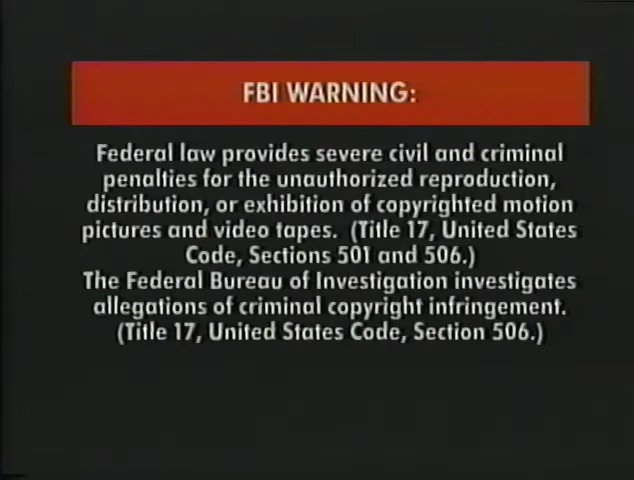 FBI WARNING:
Federal law provides severe civil and criminal
penalties for the unauthorized reproduction,
distribution, or exhibition of copyrighted motion
pictures and video tapes.  (Title 17, United States
Code, Sections 501 and 506.)
The Federal Bureau of Investigation investigates
allegations of criminal copyright infringement.
(Title 17, United States Code, Section 506.)